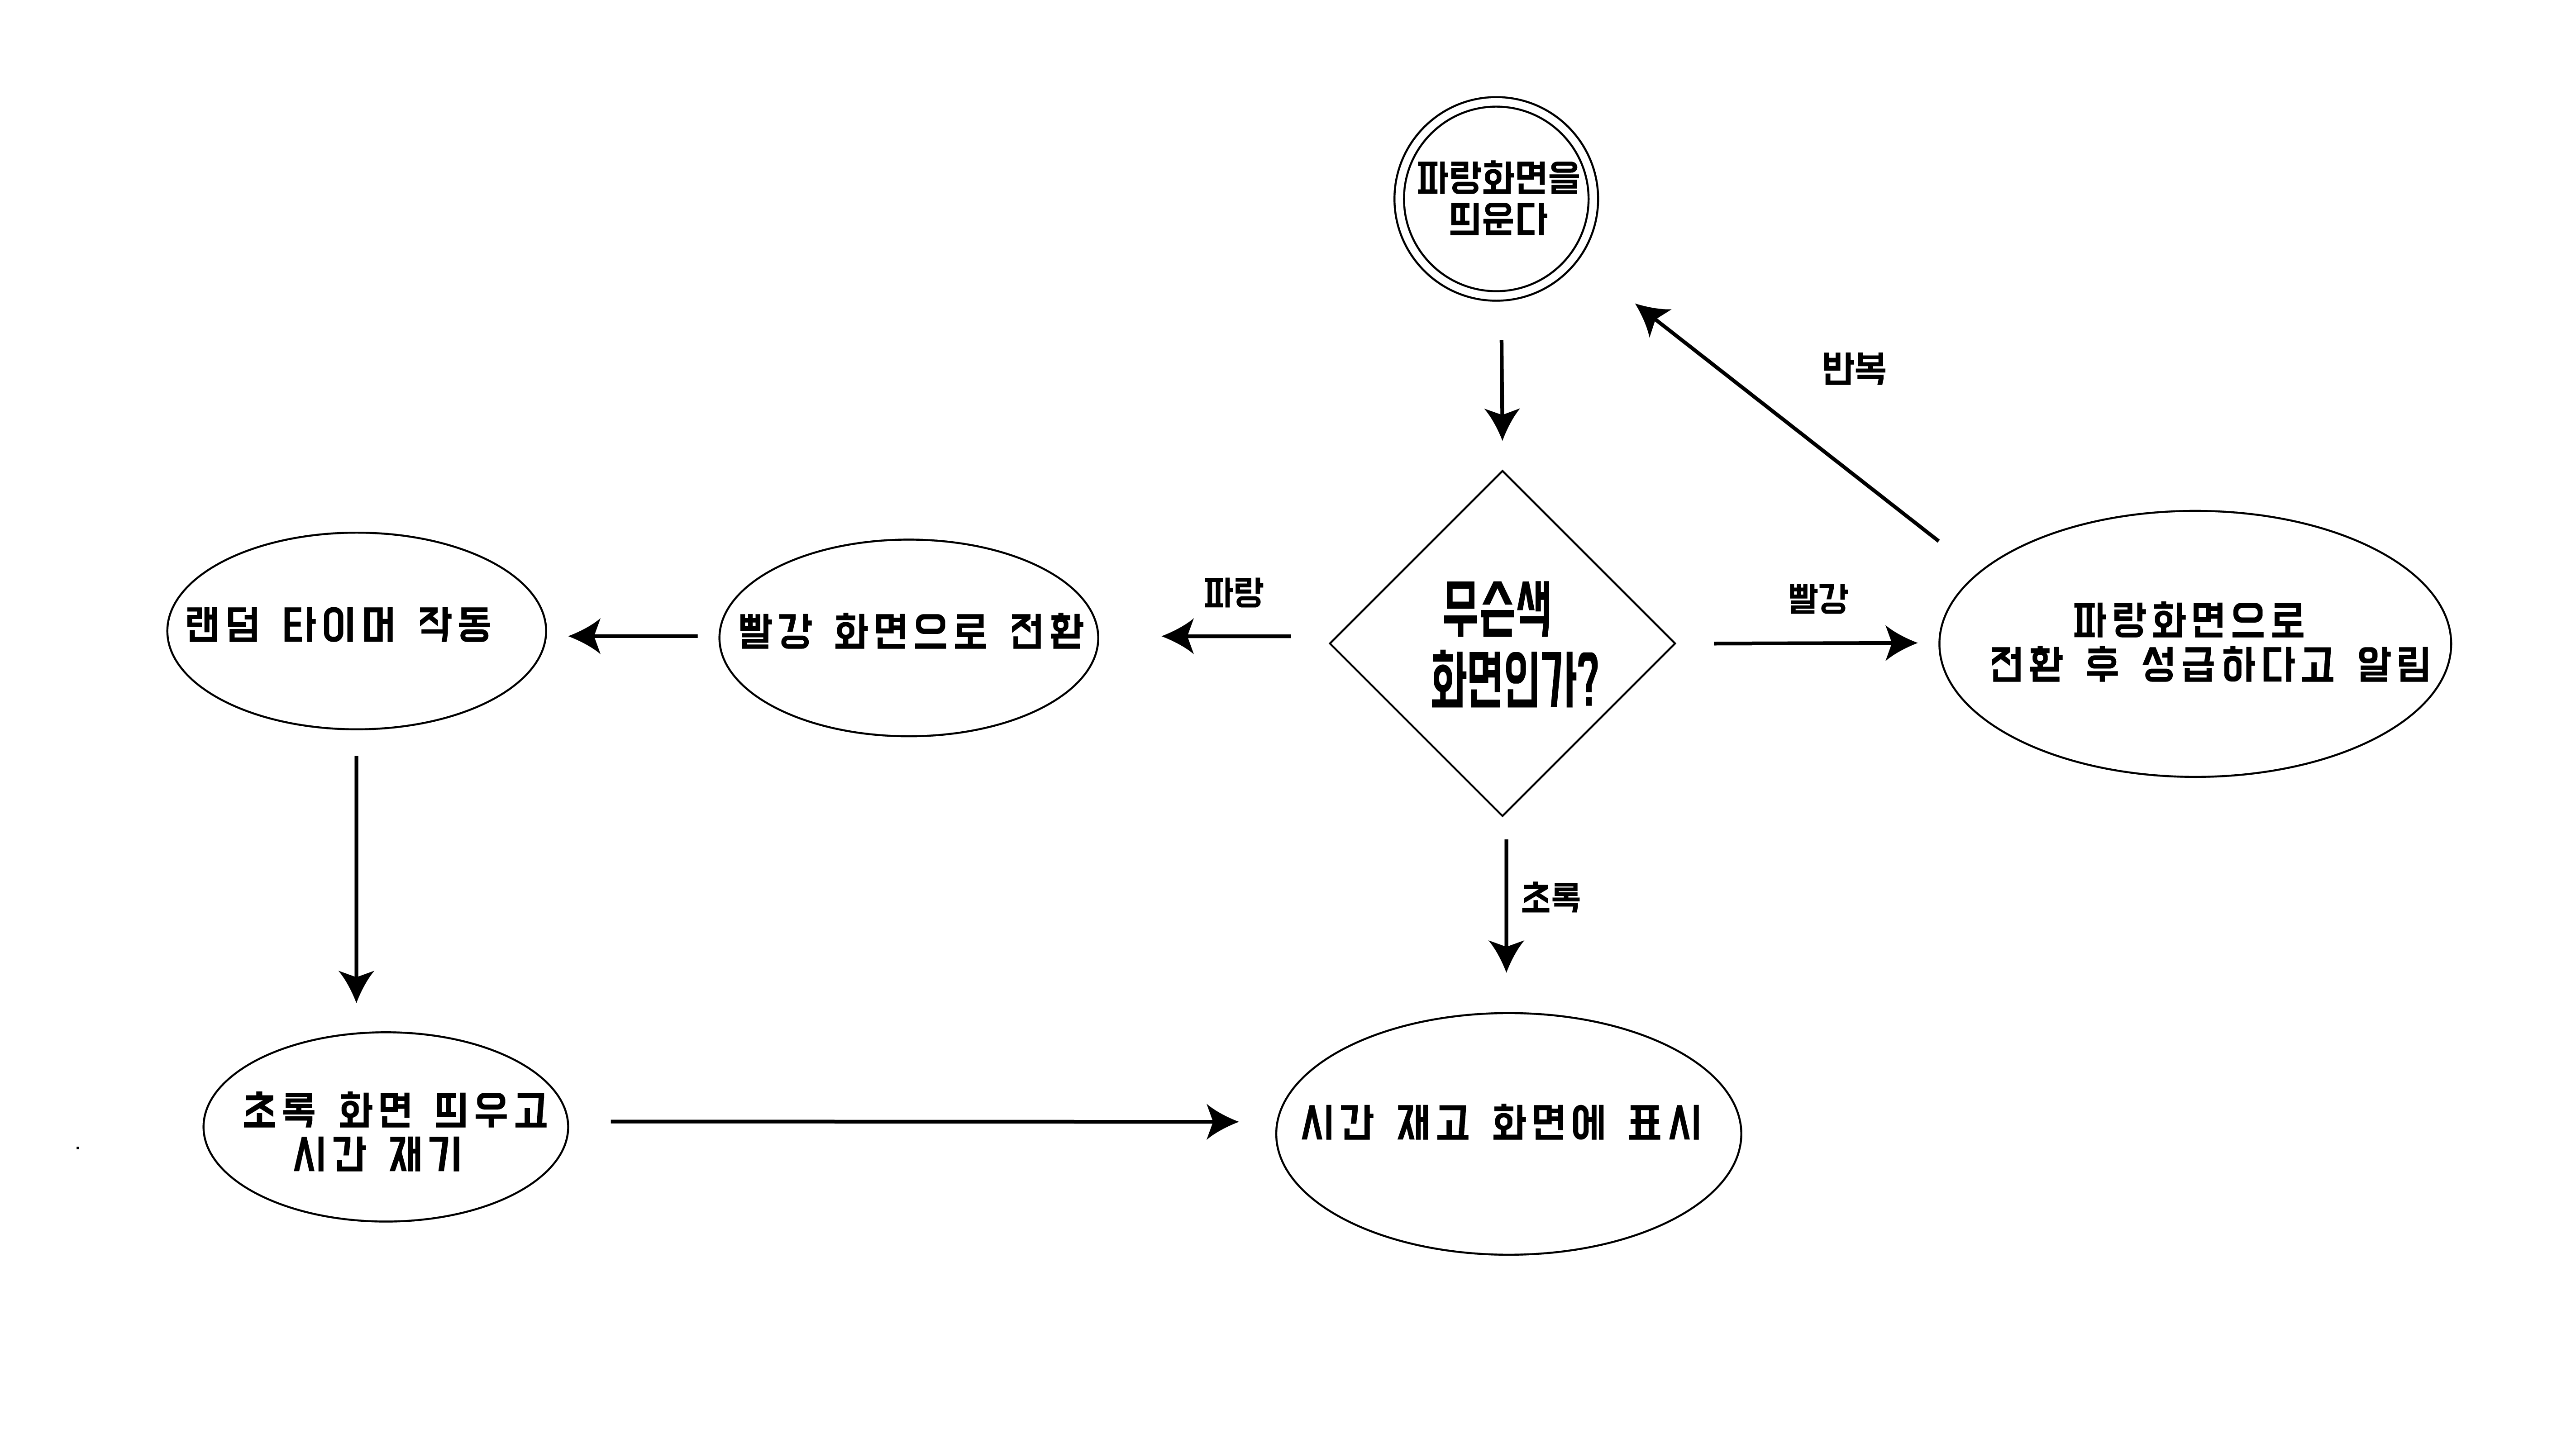 파랑화면을
띄운다
반복
랜덤 타이머 작동
빨강 화면으로 전환
파랑
무슨색
화면인가?
빨강
파랑화면으로
전환 후 성급하다고 알림
초록
초록 화면 띄우고
시간 재기
시간 재고 화면에 표시